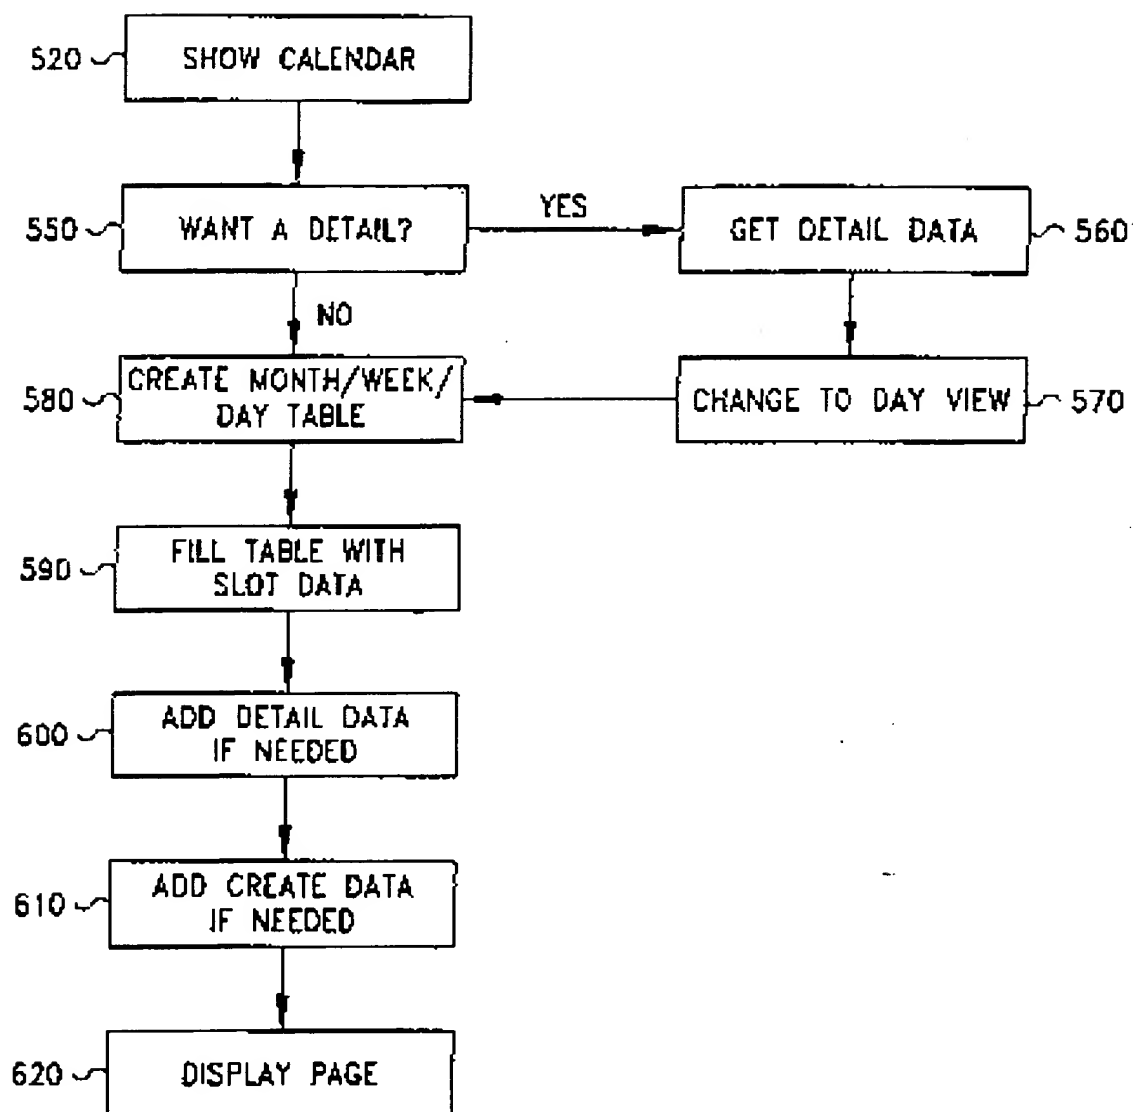 520 SHOW CALENDAR
550 WANT A DETAIL? YES GET DETAIL DATA 560
NO
580 CREATE MONTH/WEEK/
DAY TABLE
CHANGE TO DAY VIEW 570
590 FILL TABLE WITH
SLOT DATA
600 ADD DETAIL DATA
IF NEEDED
610 ADD CREATE DATA
IF NEEDED
620 DISPLAY PAGE